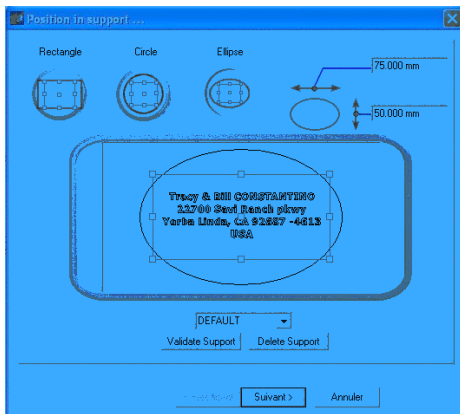 Position in support ...
Rectangle
Circle
Ellipse
75.000 mm
50.000 mm
Tracy & Bill CONSTANTINO
22700 Savi Ranch pkwy
Yorba Linda, CA 92687 -4613
USA
DEFAULT
Validate Support
Delete Support
Suivant >
Annuler